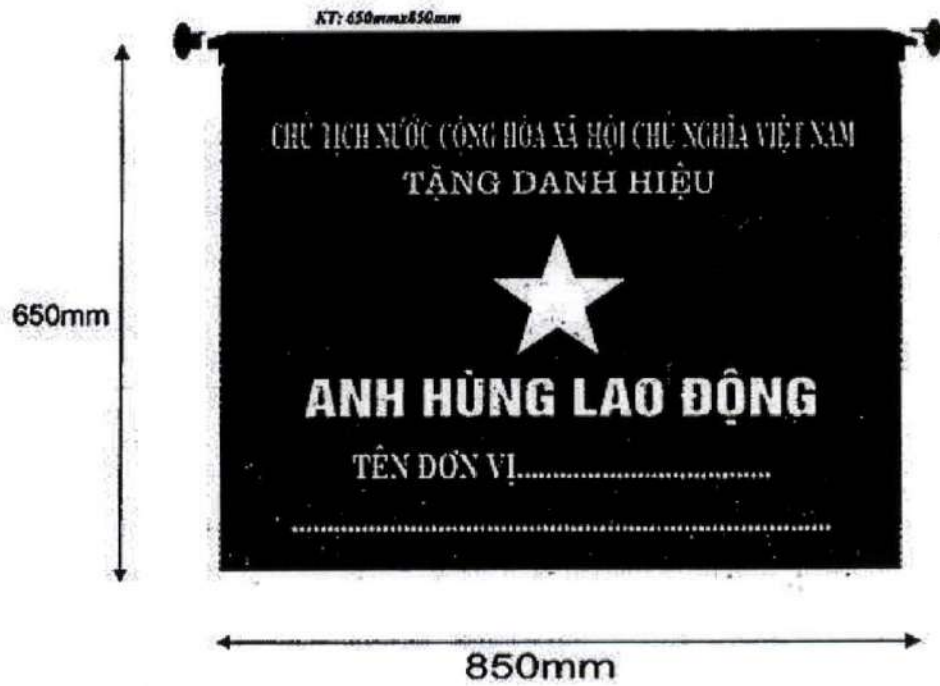 KT: 650mmx850mm
CHỦ TỊCH NƯỚC CỘNG HÒA XÃ HỘI CHỦ NGHĨA VIỆT NAM
TẶNG DANH HIỆU
650mm
ANH HÙNG LAO ĐỘNG
TÊN ĐƠN VỊ.................................
......................................................................
850mm